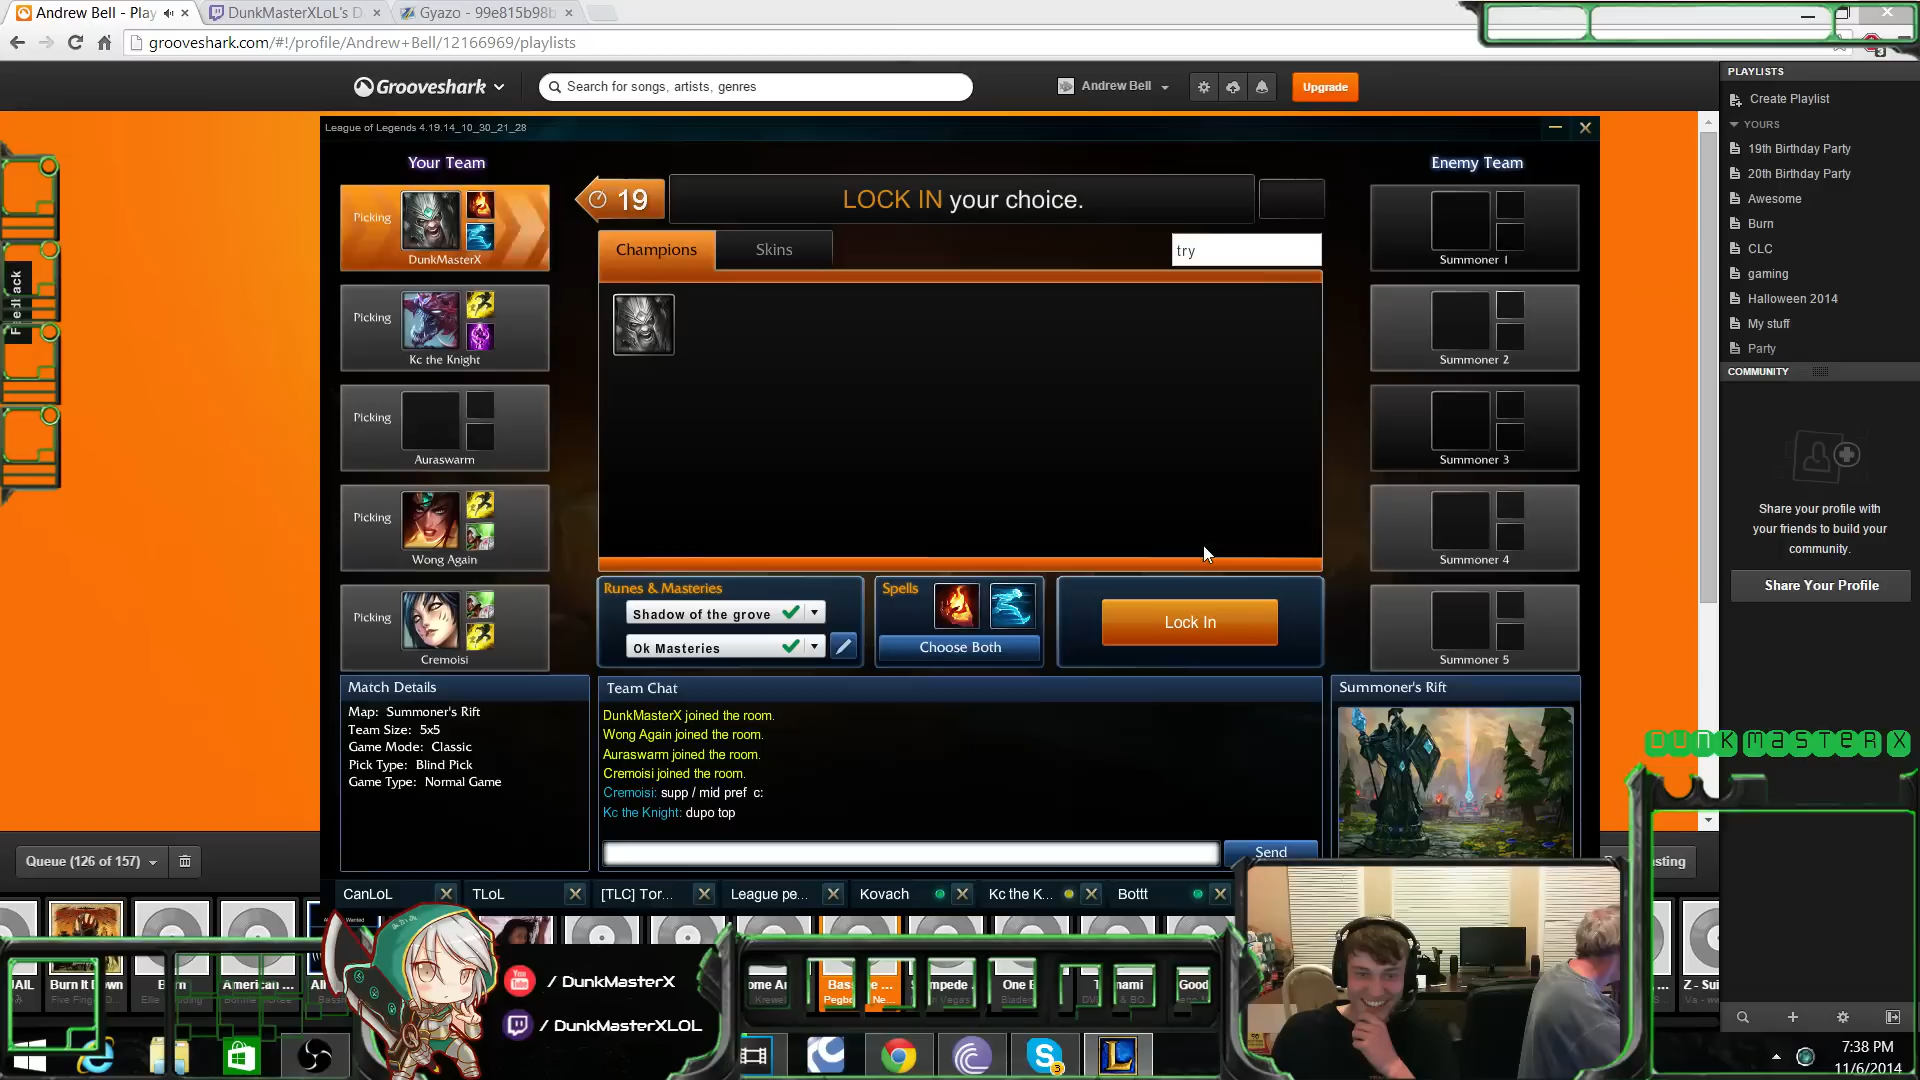 Andrew Bell - Play
DunkMasterXLoL's D
Gyazo - 99e815b98b
grooveshark.com/#!/profile/Andrew+Bell/12166969/playlists
Grooveshark
Search for songs, artists, genres
Andrew Bell
Upgrade
League of Legends 4.19.14_10_30_21_28
Your Team
Picking
DunkMasterX
Picking
Kc the Knight
Picking
Auraswarm
Picking
Wong Again
Picking
Cremoisi
19
LOCK IN your choice.
Champions
Skins
try
Runes & Masteries
Shadow of the grove
Ok Masteries
Spells
Choose Both
Lock In
Enemy Team
Summoner 1
Summoner 2
Summoner 3
Summoner 4
Summoner 5
Match Details
Map: Summoner's Rift
Team Size: 5x5
Game Mode: Classic
Pick Type: Blind Pick
Game Type: Normal Game
Team Chat
DunkMasterX joined the room.
Wong Again joined the room.
Auraswarm joined the room.
Cremoisi joined the room.
Cremoisi: supp / mid pref c:
Kc the Knight: dupo top
Send
Summoner's Rift
PLAYLISTS
Create Playlist
YOURS
19th Birthday Party
20th Birthday Party
Awesome
Burn
CLC
gaming
Halloween 2014
My stuff
Party
COMMUNITY
Share your profile with
your friends to build your
community.
Share Your Profile
DUNKMASTER X
Queue (126 of 157)
CanLoL
TLoL
[TLC] Tor...
League pe...
Kovach
Kc the K...
Bottt
Burn It Down
American ...
/ DunkMasterX
/ DunkMasterXLOL
One B
Good
Z - Sui
3
7:38 PM
11/6/2014